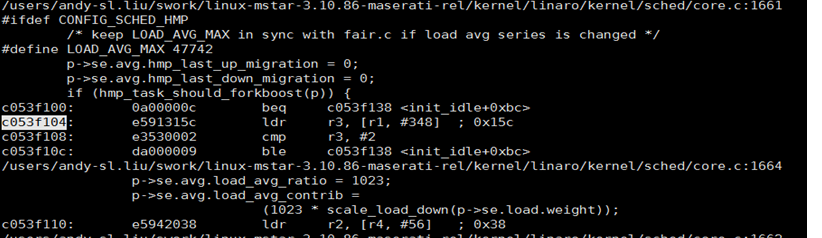 /users/andy-sl.liu/swork/linux-mstar-3.10.86-maserati-rel/kernel/linaro/kernel/sched/core.c:1661
#ifdef CONFIG_SCHED_HMP
/* keep LOAD_AVG_MAX in sync with fair.c if load avg series is changed */
#define LOAD_AVG_MAX 47742
p->se.avg.hmp_last_up_migration = 0;
p->se.avg.hmp_last_down_migration = 0;
if (hmp_task_should_forkboost(p)) {
c053f100: 0a00000c beq c053f138 <init_idle+0xbc>
c053f104: e591315c ldr r3, [r1, #348] ; 0x15c
c053f108: e3530002 cmp r3, #2
c053f10c: da000009 ble c053f138 <init_idle+0xbc>
/users/andy-sl.liu/swork/linux-mstar-3.10.86-maserati-rel/kernel/linaro/kernel/sched/core.c:1664
p->se.avg.load_avg_ratio = 1023;
p->se.avg.load_avg_contrib =
(1023 * scale_load_down(p->se.load.weight));
c053f110: e5942038 ldr r2, [r4, #56] ; 0x38
/users/andy-sl.liu/swork/linux-mstar-3.10.86-maserati-rel/kernel/linaro/kernel/sched/core.c:1662